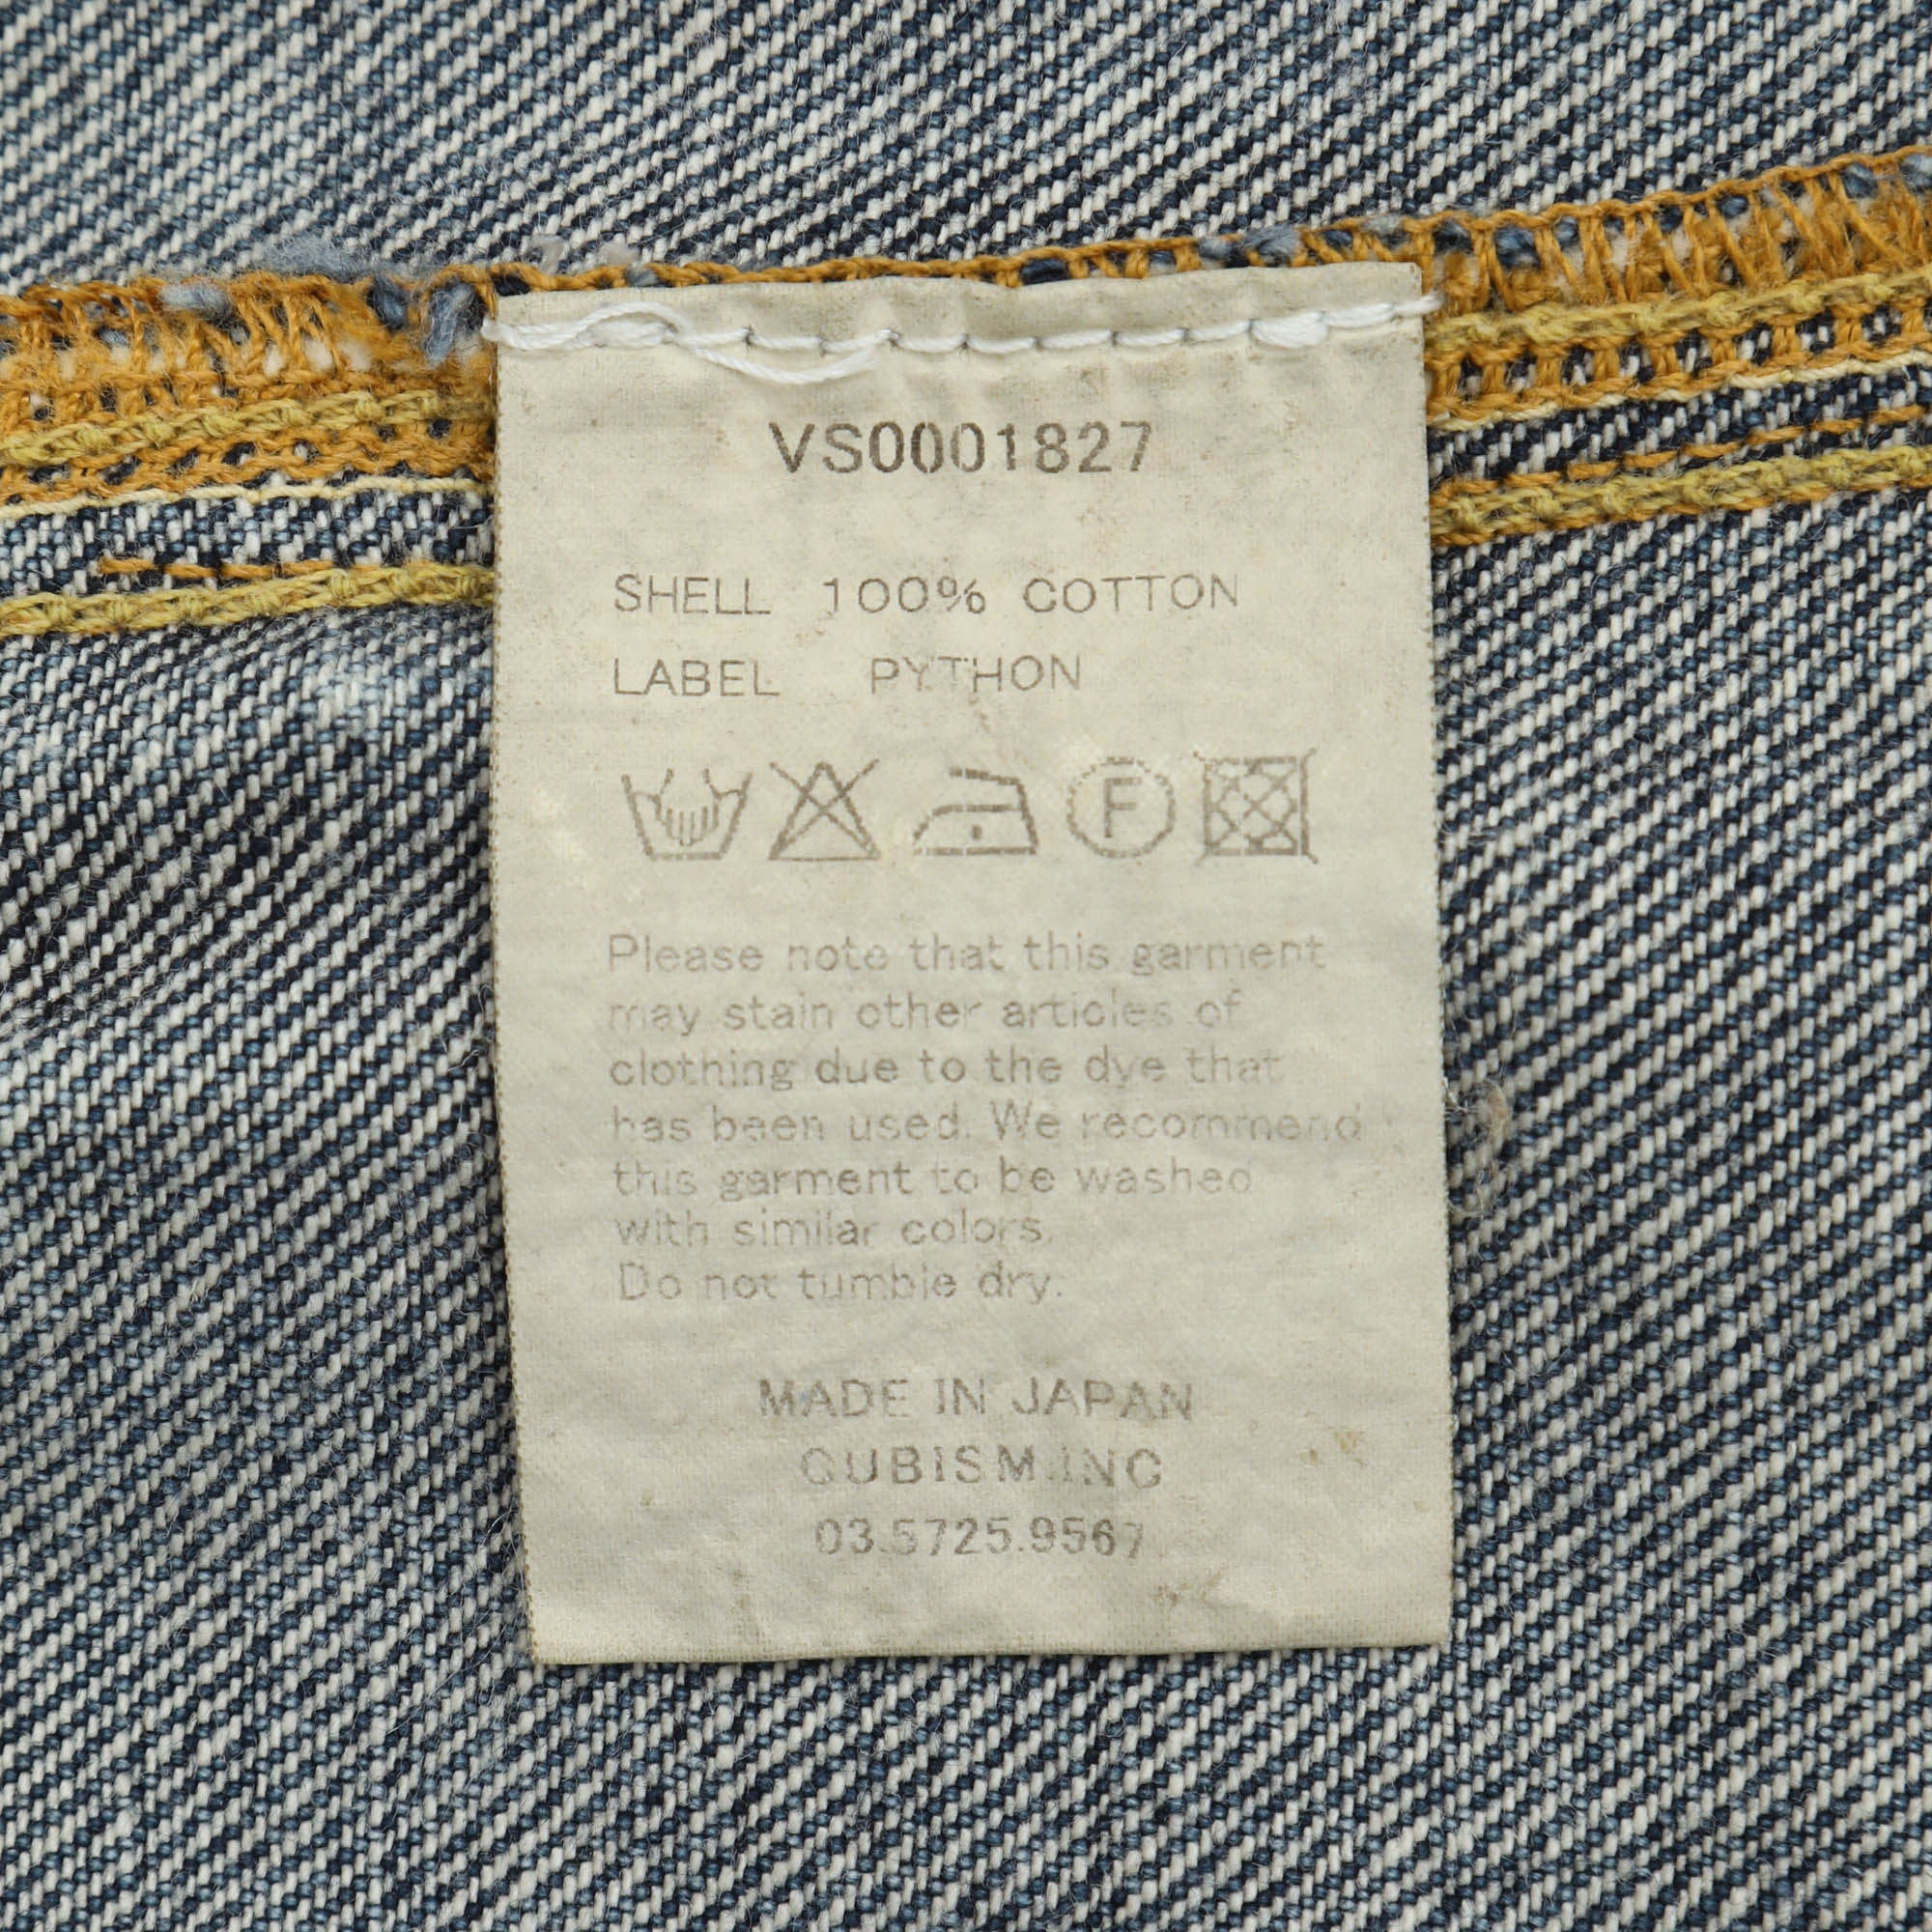 VS0001827
SHELL 100% COTTON
LABEL PYTHON
F
Please note that this garment
may stain other articles of
clothing due to the dye that
has been used. We recommend
this garment to be washed
with similar colors.
Do not tumble dry.
MADE IN JAPAN
CUBISM.INC
03.5725.9567